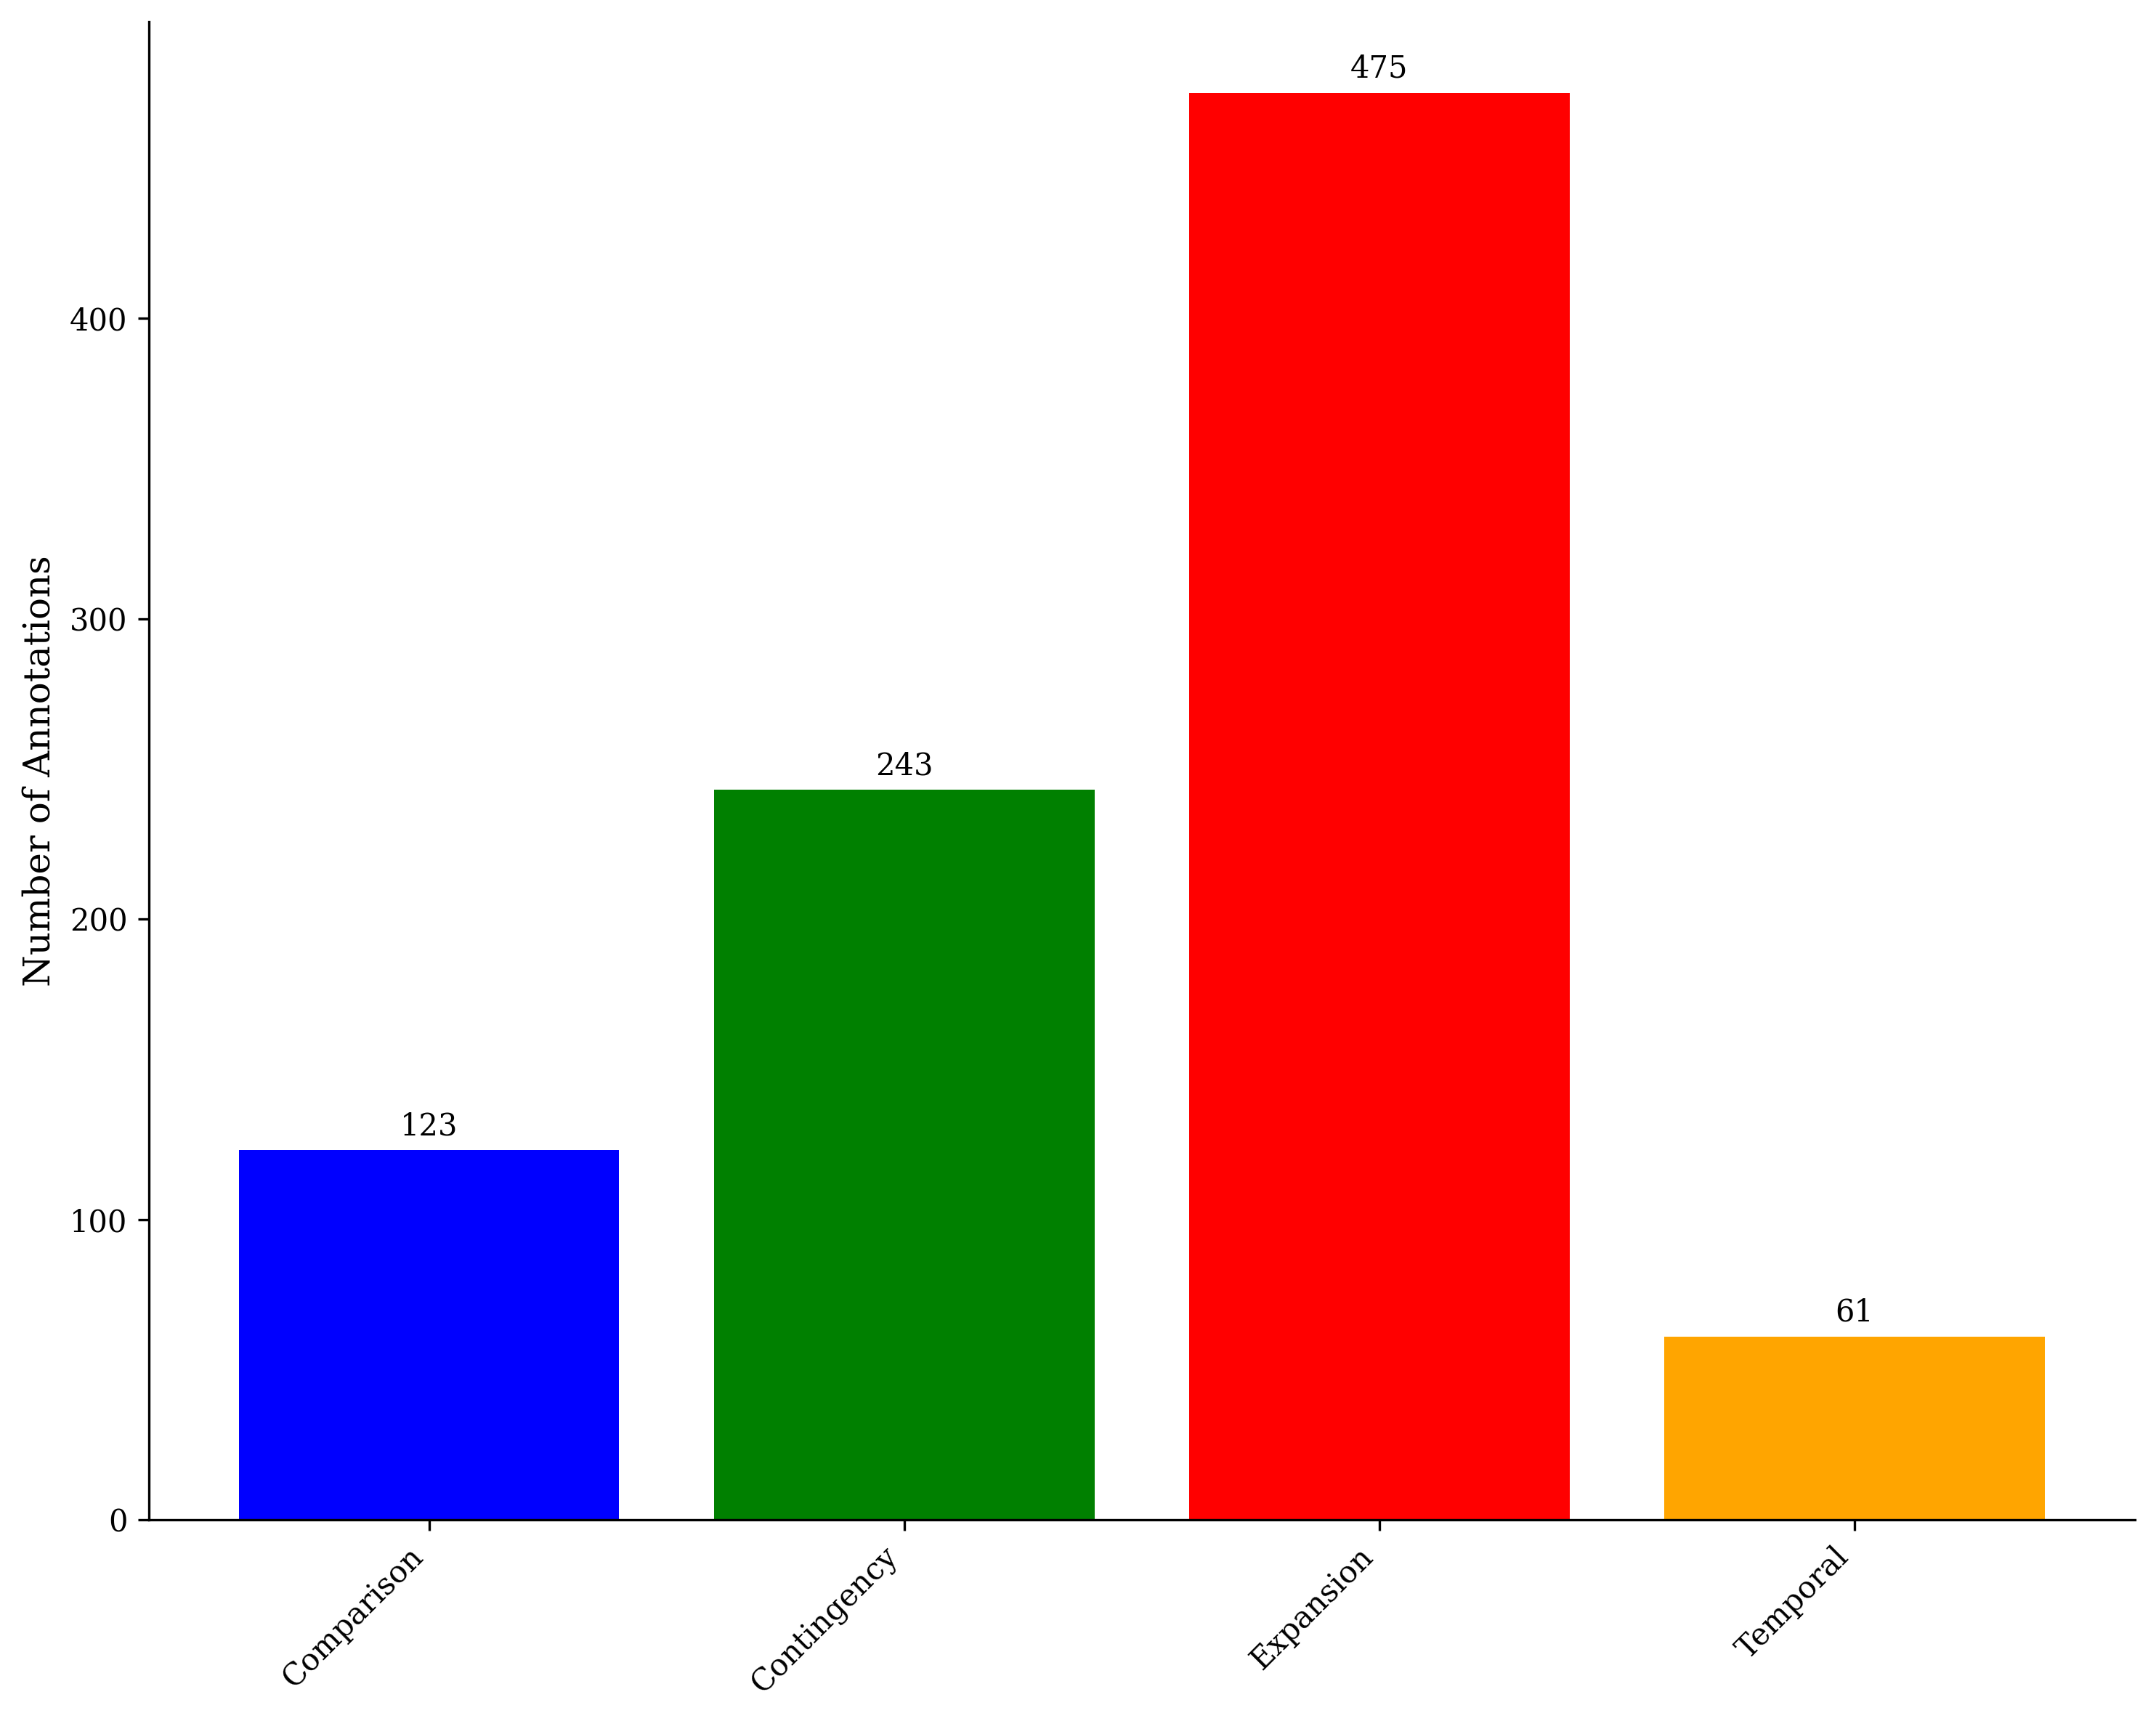 475
400
300
243
200
123
100
61
0
Number of Annotations
Comparison
Contingency
Expansion
Temporal